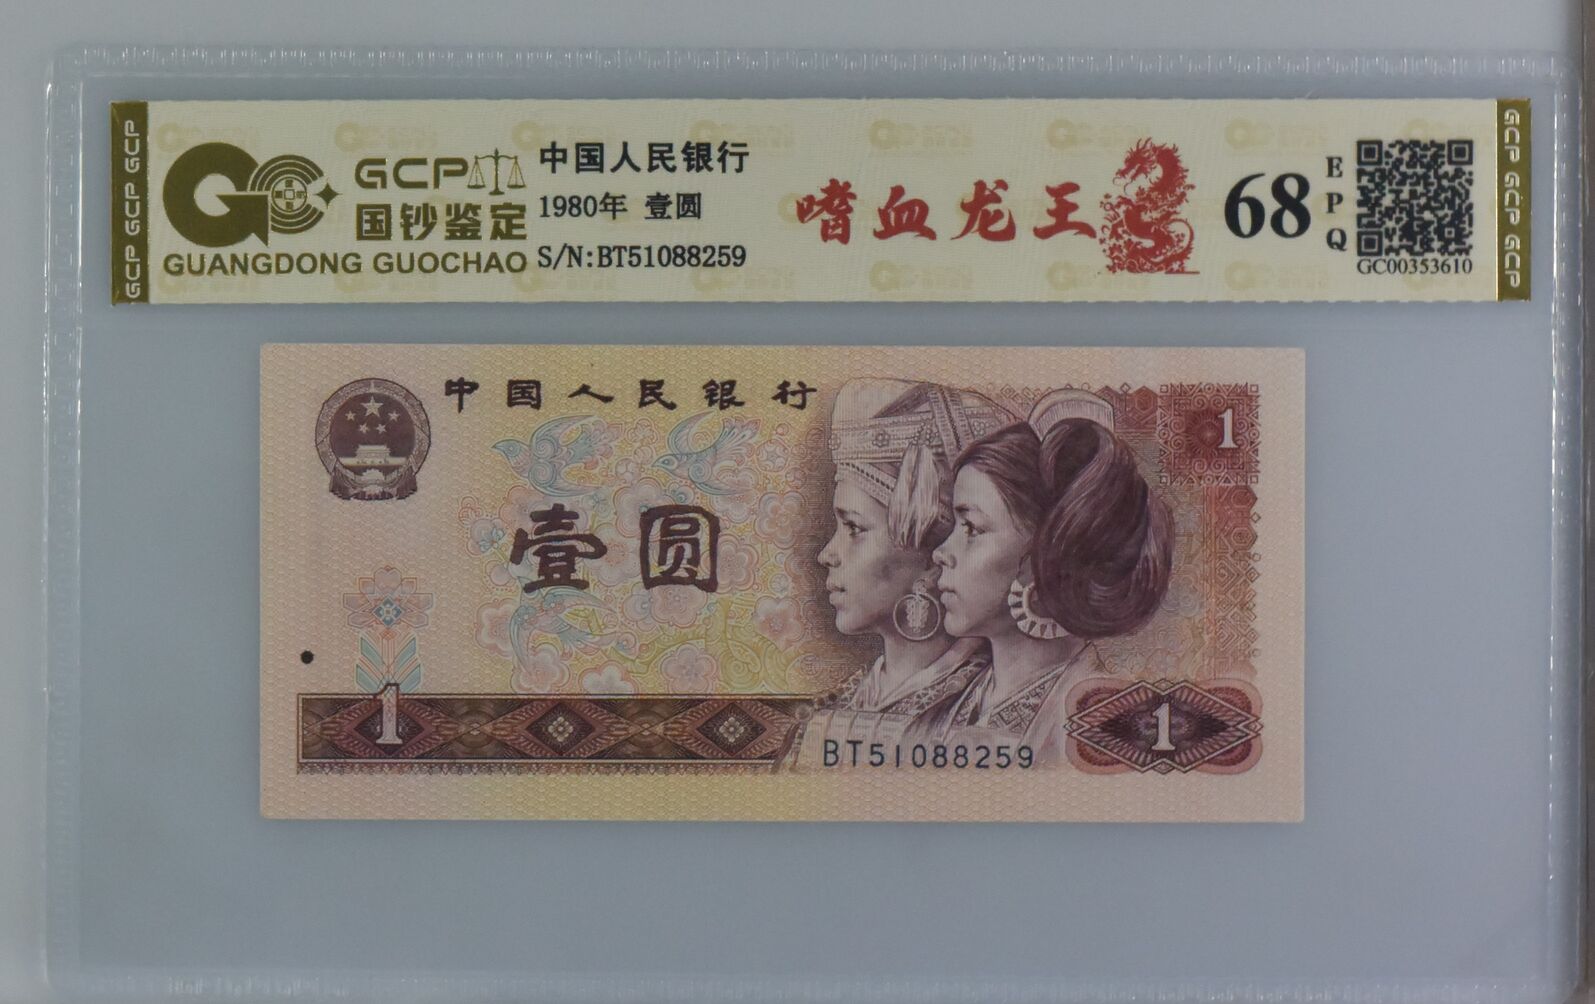 GCP GCP GCP
GCP
国钞鉴定
GUANGDONG GUOCHAO
中国人民银行
1980年 壹圆
S/N:BT51088259
嗜血龙王
68
EPQ
GC00353610
GCP GCP GCP
中国人民银行
1
壹圆
1
BT51088259
1